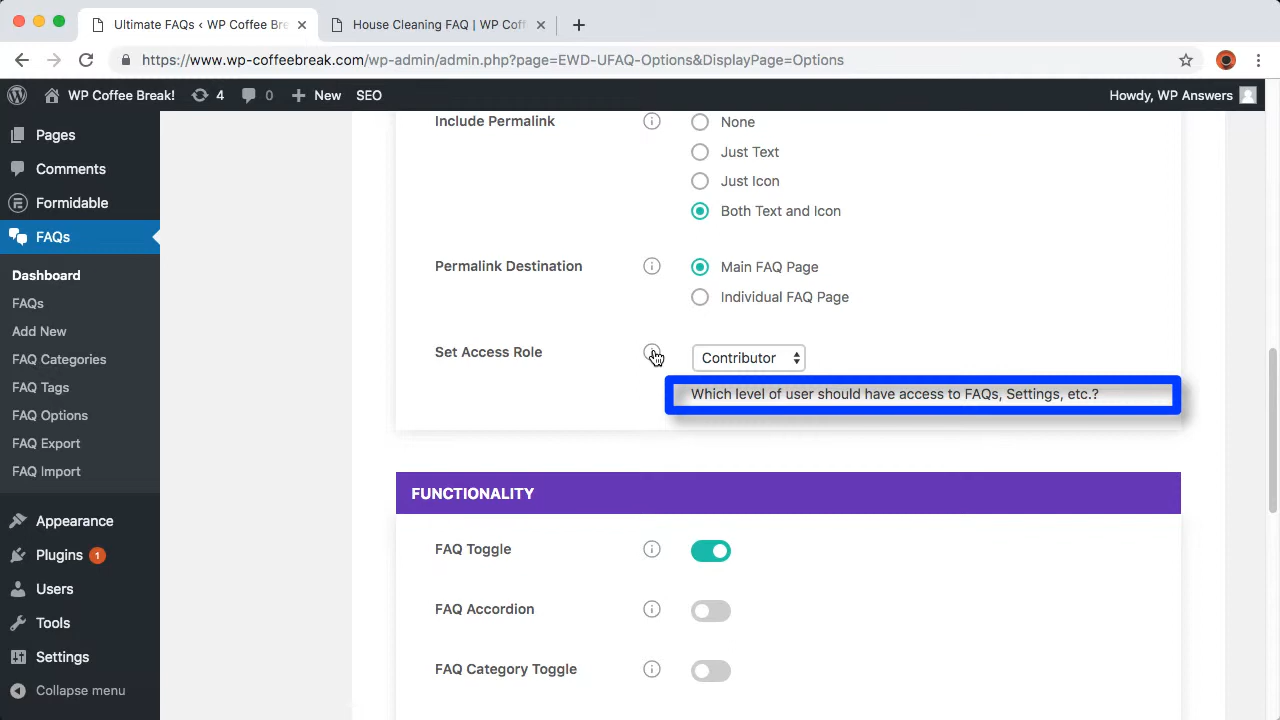 Ultimate FAQs ‹ WP Coffee Bre
House Cleaning FAQ | WP Coff
https://www.wp-coffeebreak.com/wp-admin/admin.php?page=EWD-UFAQ-Options&DisplayPage=Options
WP Coffee Break! 4 0 New SEO Howdy, WP Answers
Pages
Comments
Formidable
FAQs
Dashboard
FAQs
Add New
FAQ Categories
FAQ Tags
FAQ Options
FAQ Export
FAQ Import
Appearance
Plugins 1
Users
Tools
Settings
Collapse menu
Include Permalink
None
Just Text
Just Icon
Both Text and Icon
Permalink Destination
Main FAQ Page
Individual FAQ Page
Set Access Role
Contributor
Which level of user should have access to FAQs, Settings, etc.?
FUNCTIONALITY
FAQ Toggle
FAQ Accordion
FAQ Category Toggle